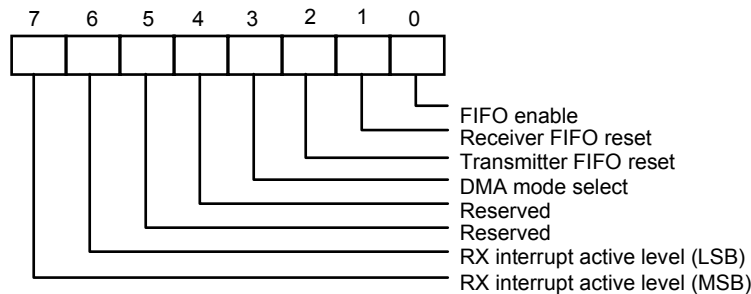 7 6 5 4 3 2 1 0
FIFO enable
Receiver FIFO reset
Transmitter FIFO reset
DMA mode select
Reserved
Reserved
RX interrupt active level (LSB)
RX interrupt active level (MSB)